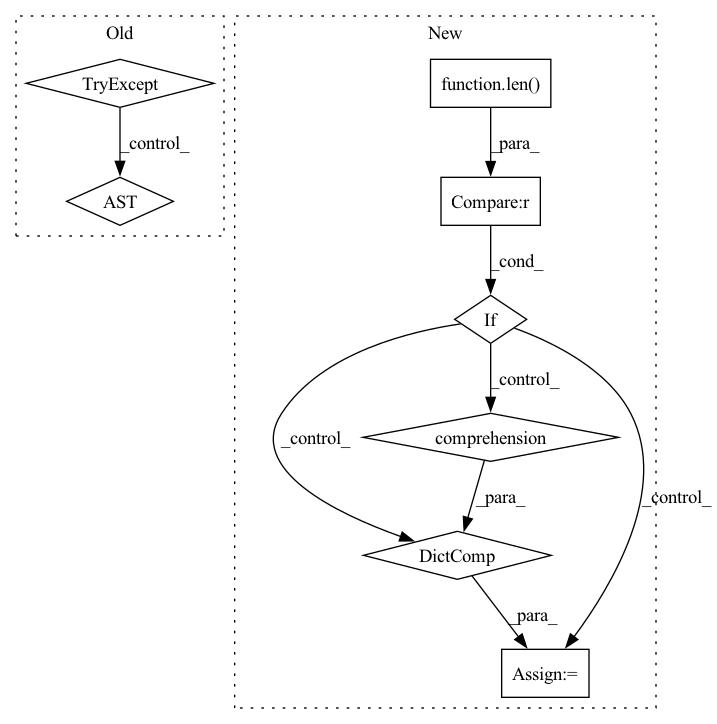 Old
New
TryExcept
function.len()
_control_
_para_
AST
Compare:r
_cond_
If
_control_
comprehension
_control_
_para_
_control_
DictComp
_para_
Assign:=